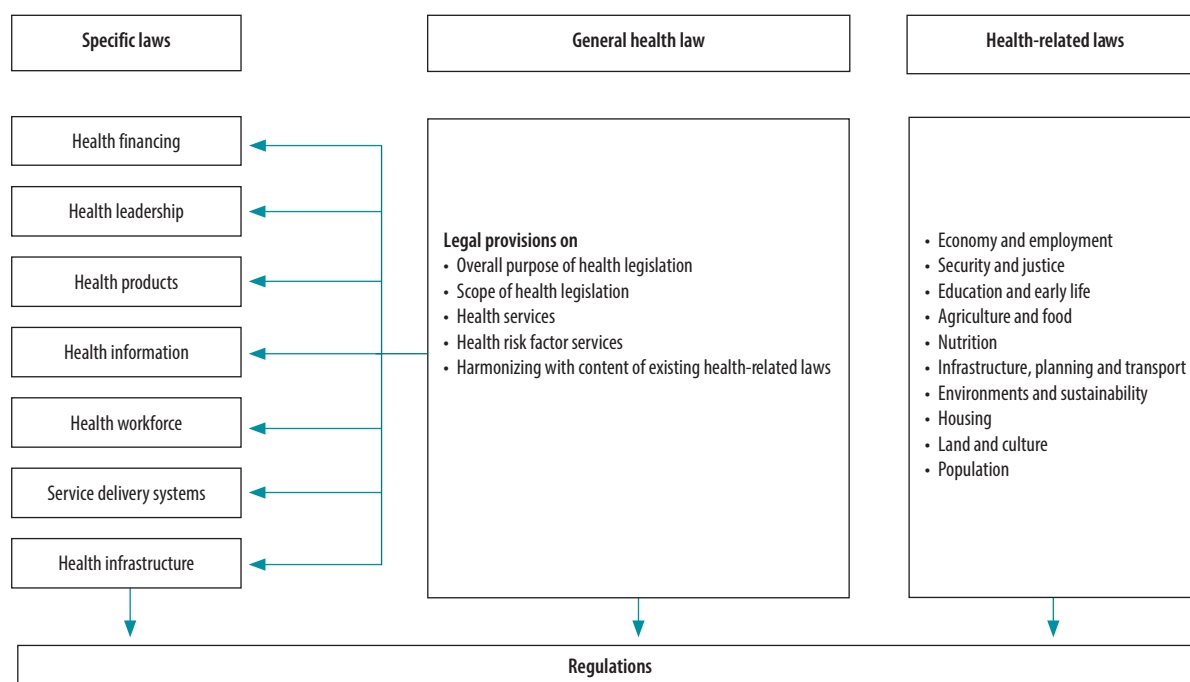 Specific laws
General health law
Health-related laws
Health financing
Health leadership
Health products
Health information
Health workforce
Service delivery systems
Health infrastructure
Legal provisions on
• Overall purpose of health legislation
• Scope of health legislation
• Health services
• Health risk factor services
• Harmonizing with content of existing health-related laws
• Economy and employment
• Security and justice
• Education and early life
• Agriculture and food
• Nutrition
• Infrastructure, planning and transport
• Environments and sustainability
• Housing
• Land and culture
• Population
Regulations